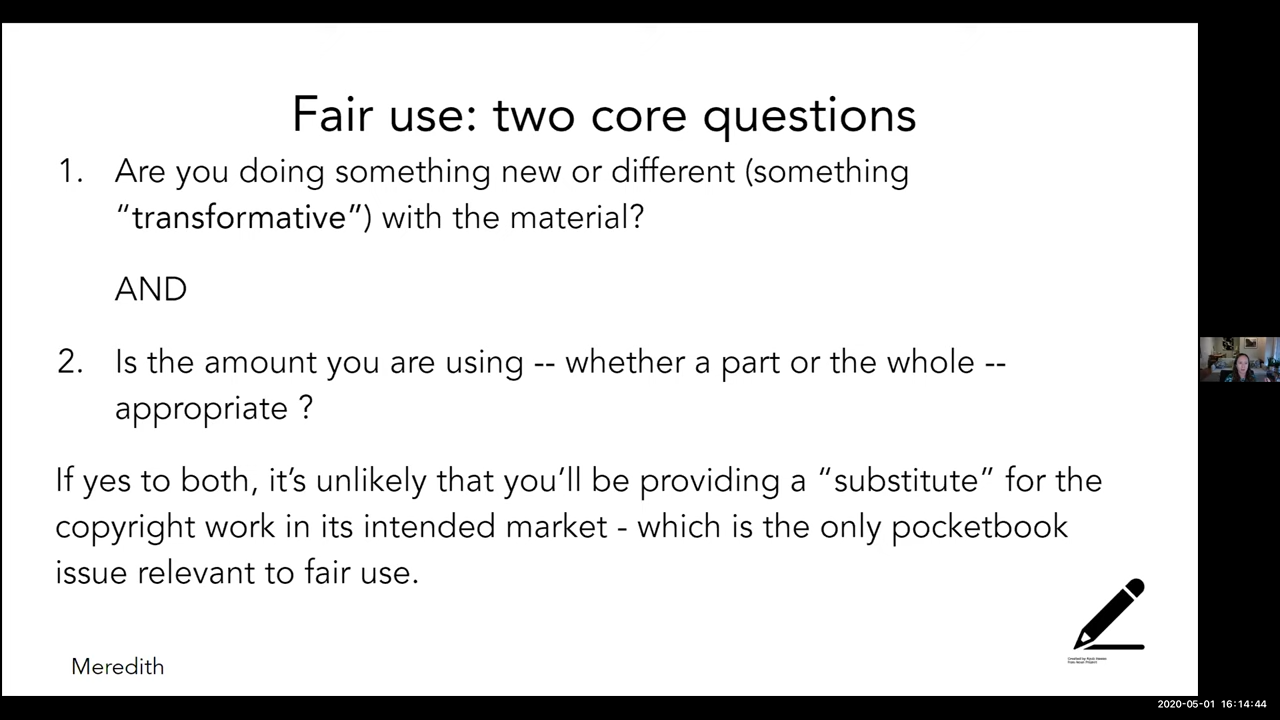 Fair use: two core questions
1. Are you doing something new or different (something
“transformative”) with the material?
AND
2. Is the amount you are using -- whether a part or the whole --
appropriate ?
If yes to both, it’s unlikely that you’ll be providing a “substitute” for the
copyright work in its intended market - which is the only pocketbook
issue relevant to fair use.
Meredith
2020-05-01 16:14:44